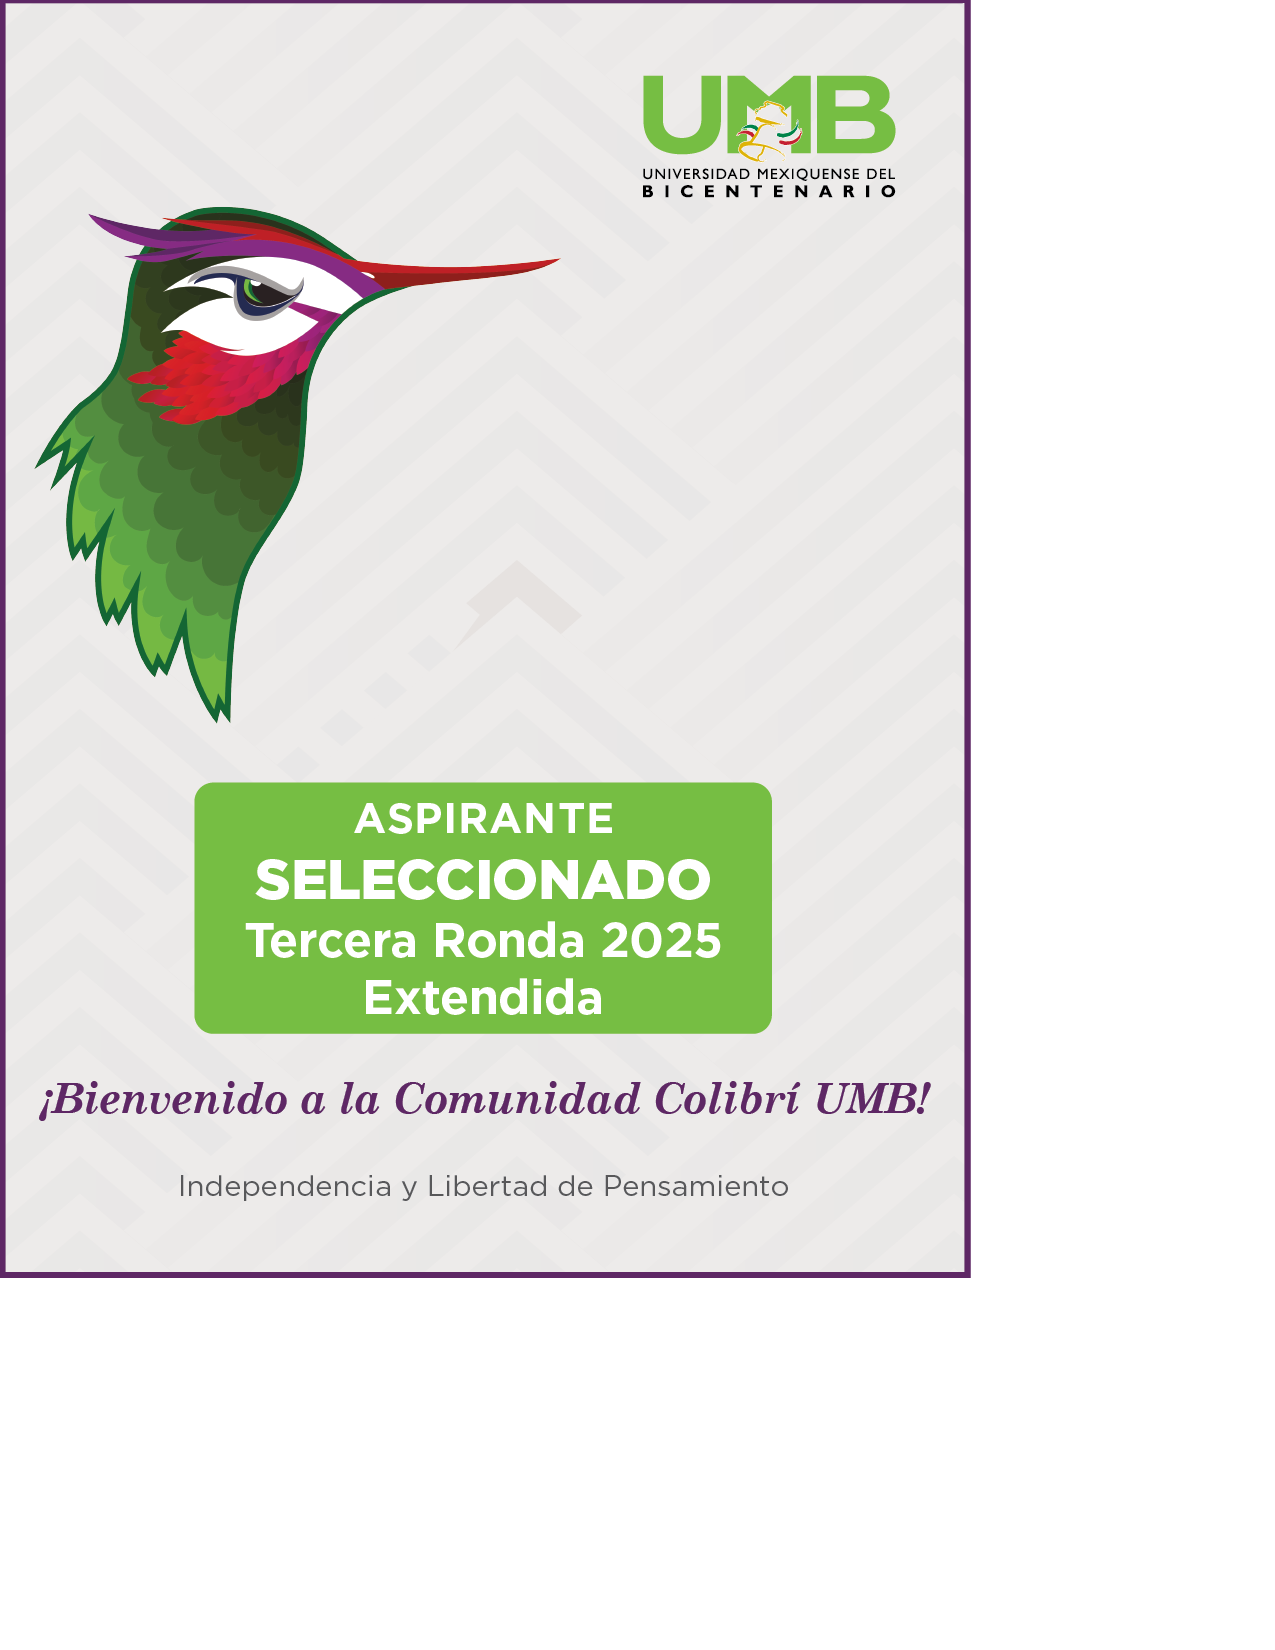 UMB
UNIVERSIDAD MEXIQUENSE DEL
BICENTENARIO
ASPIRANTE
SELECCIONADO
Tercera Ronda 2025
Extendida
¡Bienvenido a la Comunidad Colibrí UMB!
Independencia y Libertad de Pensamiento